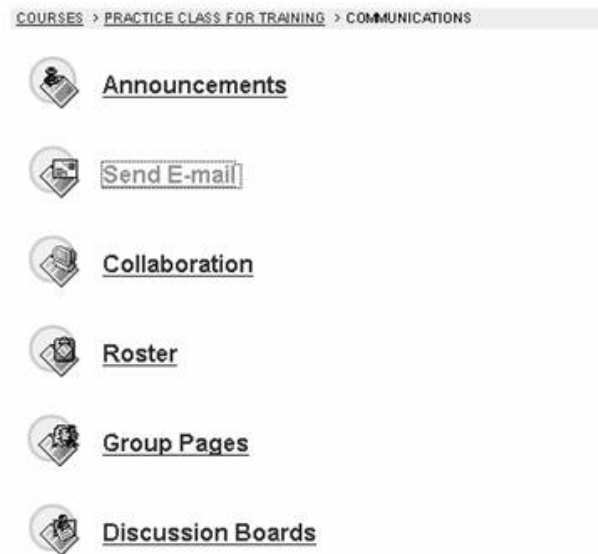 COURSES > PRACTICE CLASS FOR TRAINING > COMMUNICATIONS
Announcements
Send E-mail
Collaboration
Roster
Group Pages
Discussion Boards